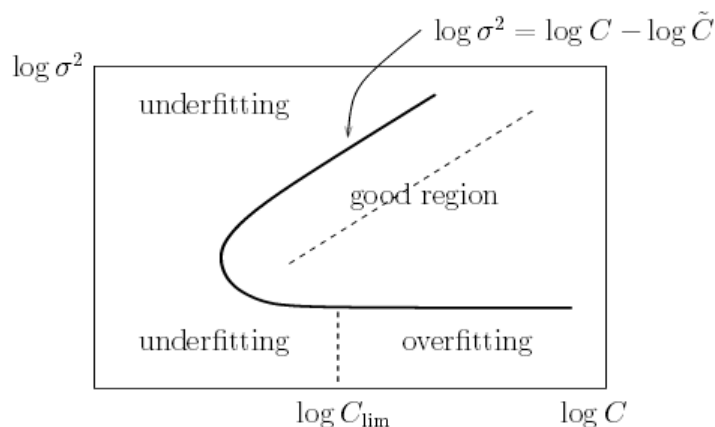 log σ² = log C − log C̃
log σ²
underfitting
good region
underfitting
overfitting
log C_lim
log C